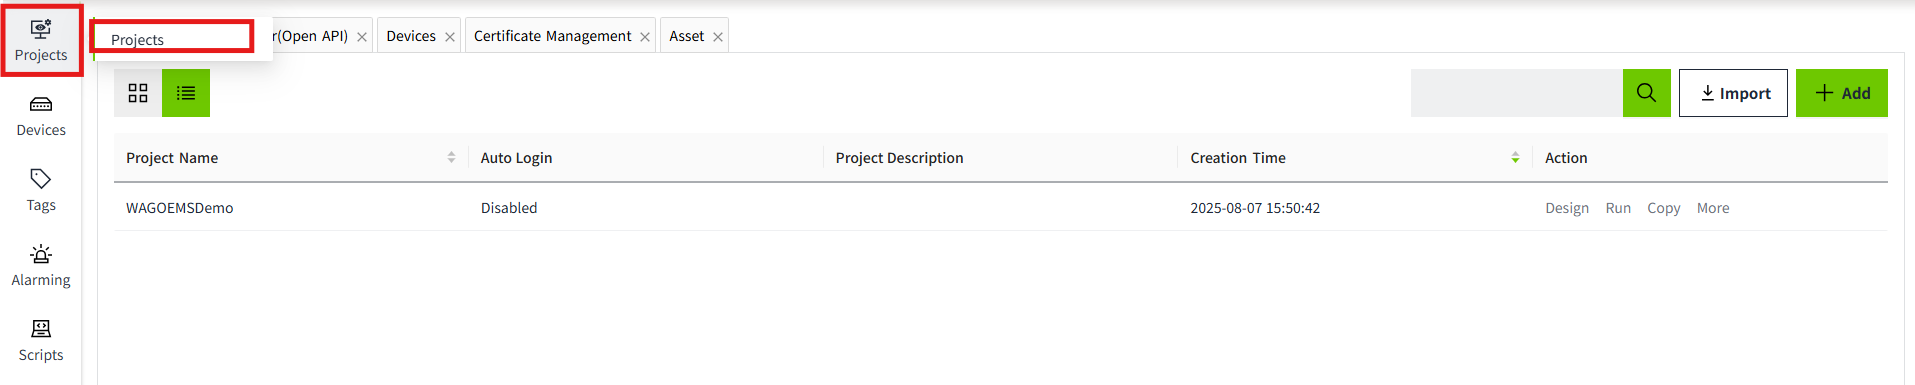 Projects
Devices
Tags
Alarming
Scripts
Projects
r(Open API)
Devices
Certificate Management
Asset
Import
Add
Project Name
Auto Login
Project Description
Creation Time
Action
WAGOEMSDemo
Disabled
2025-08-07 15:50:42
Design
Run
Copy
More